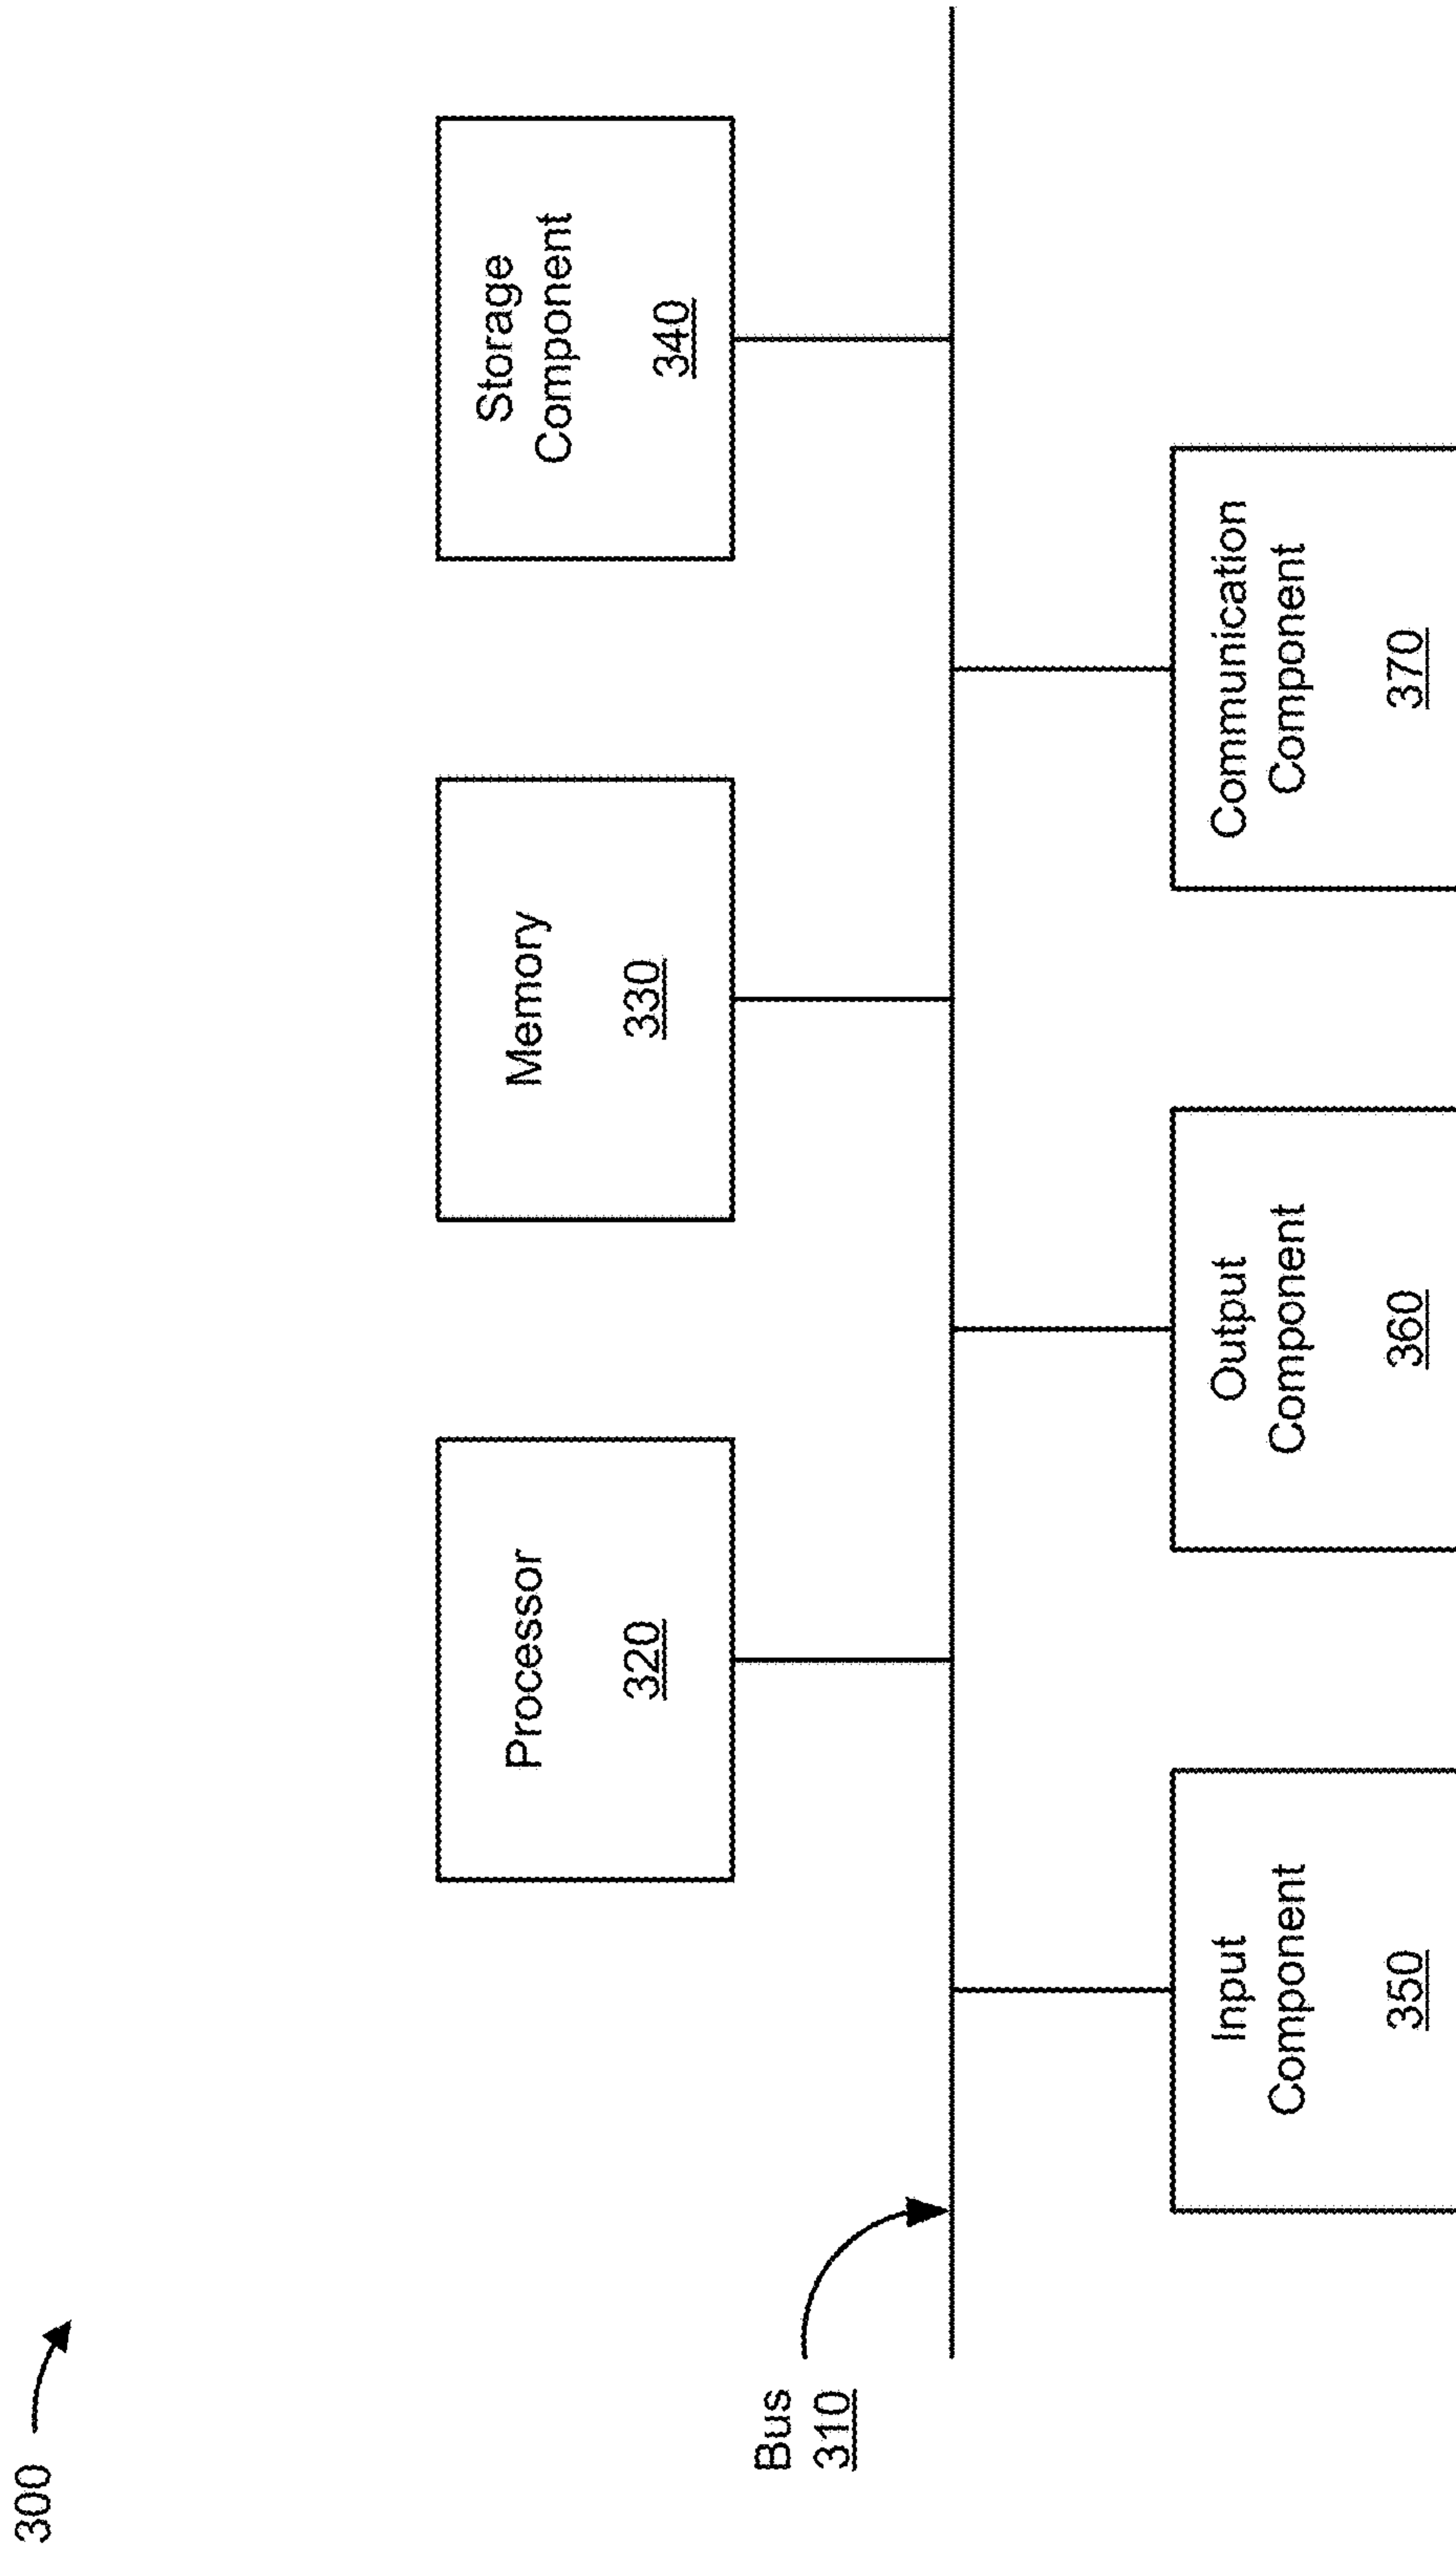 300
Processor
320
Memory
330
Storage
Component
340
Bus
310
Input
Component
350
Output
Component
360
Communication
Component
370